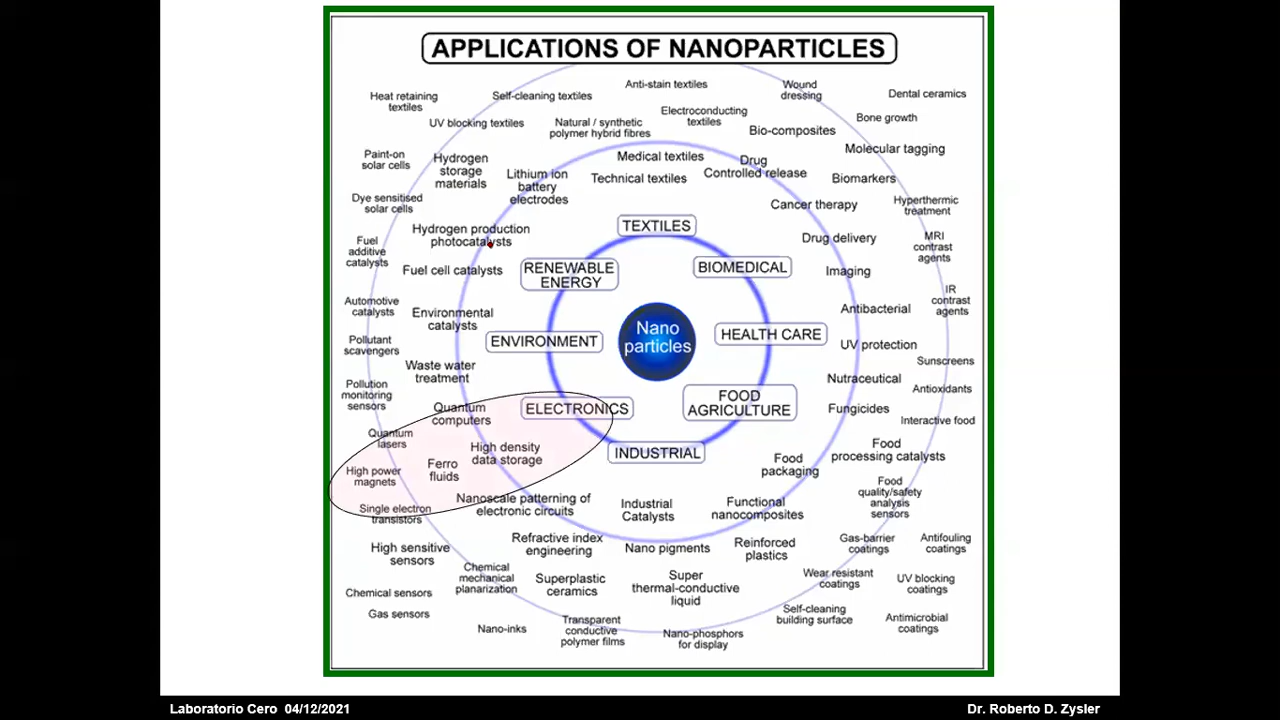 APPLICATIONS OF NANOPARTICLES
Anti-stain textiles
Wound
dressing
Heat retaining
textiles
Self-cleaning textiles
Dental ceramics
UV blocking textiles
Natural / synthetic
polymer hybrid fibres
Electroconducting
textiles
Bio-composites
Bone growth
Molecular tagging
Paint-on
solar cells
Hydrogen
storage
materials
Lithium ion
battery
electrodes
Medical textiles
Technical textiles
Drug
Controlled release
Biomarkers
Dye sensitised
solar cells
Cancer therapy
Hyperthermic
treatment
Hydrogen production
photocatalysts
TEXTILES
Drug delivery
MRI
contrast
agents
Fuel
additive
catalysts
Fuel cell catalysts
RENEWABLE
ENERGY
BIOMEDICAL
Imaging
IR
contrast
agents
Automotive
catalysts
Environmental
catalysts
Antibacterial
Pollutant
scavengers
ENVIRONMENT
Nano
particles
HEALTH CARE
UV protection
Sunscreens
Waste water
treatment
Nutraceutical
Antioxidants
Pollution
monitoring
sensors
Quantum
computers
ELECTRONICS
FOOD
AGRICULTURE
Fungicides
Interactive food
Quantum
lasers
High density
data storage
INDUSTRIAL
Food
processing catalysts
High power
magnets
Ferro
fluids
Food
packaging
Food
quality/safety
analysis
sensors
Single electron
transistors
Nanoscale patterning of
electronic circuits
Industrial
Catalysts
Functional
nanocomposites
High sensitive
sensors
Refractive index
engineering
Nano pigments
Reinforced
plastics
Gas-barrier
coatings
Antifouling
coatings
Chemical
mechanical
planarization
Superplastic
ceramics
Super
thermal-conductive
liquid
Wear resistant
coatings
UV blocking
coatings
Chemical sensors
Gas sensors
Nano-inks
Transparent
conductive
polymer films
Nano-phosphors
for display
Self-cleaning
building surface
Antimicrobial
coatings
Laboratorio Cero 04/12/2021
Dr. Roberto D. Zysler